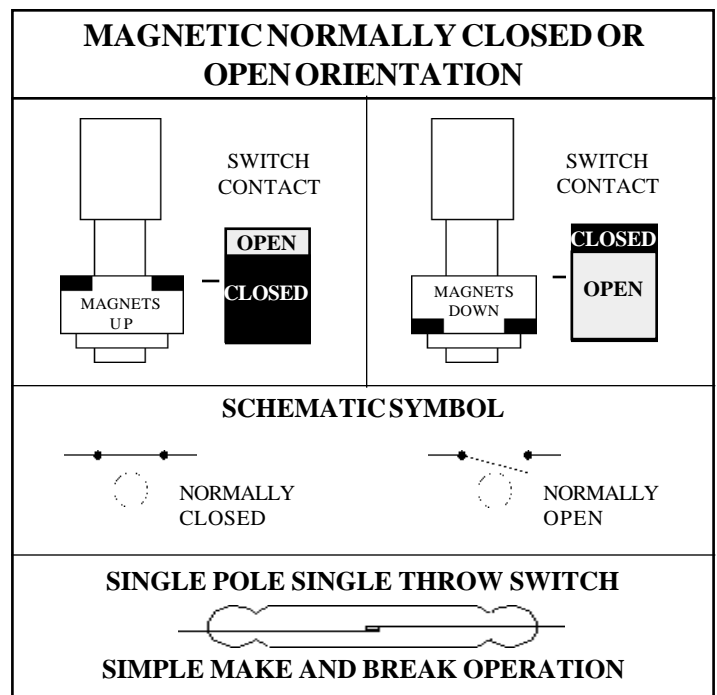 MAGNETIC NORMALLY CLOSED OR
OPEN ORIENTATION
SWITCH
CONTACT
OPEN
CLOSED
MAGNETS
UP
SWITCH
CONTACT
CLOSED
OPEN
MAGNETS
DOWN
SCHEMATIC SYMBOL
NORMALLY
CLOSED
NORMALLY
OPEN
SINGLE POLE SINGLE THROW SWITCH
SIMPLE MAKE AND BREAK OPERATION